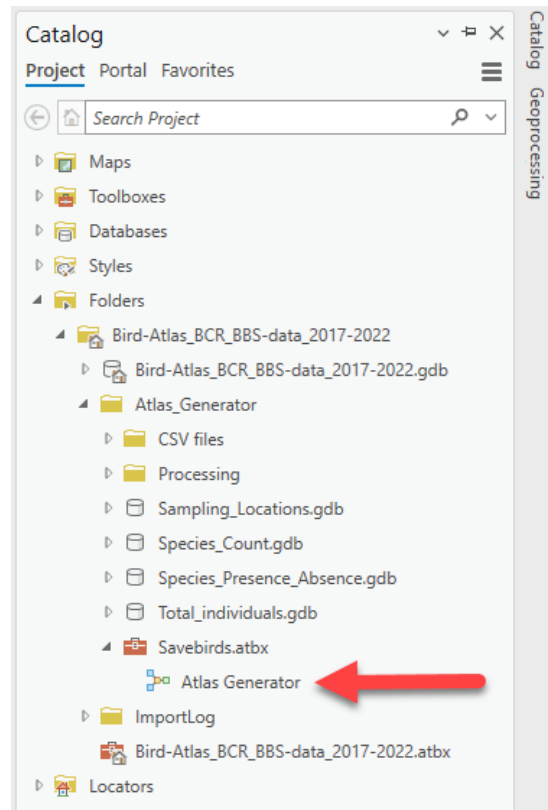 Catalog
Project Portal Favorites
Search Project
Maps
Toolboxes
Databases
Styles
Folders
Bird-Atlas_BCR_BBS-data_2017-2022
Bird-Atlas_BCR_BBS-data_2017-2022.gdb
Atlas_Generator
CSV files
Processing
Sampling_Locations.gdb
Species_Count.gdb
Species_Presence_Absence.gdb
Total_individuals.gdb
Savebirds.atbx
Atlas Generator
ImportLog
Bird-Atlas_BCR_BBS-data_2017-2022.atbx
Locators
Catalog
Geoprocessing